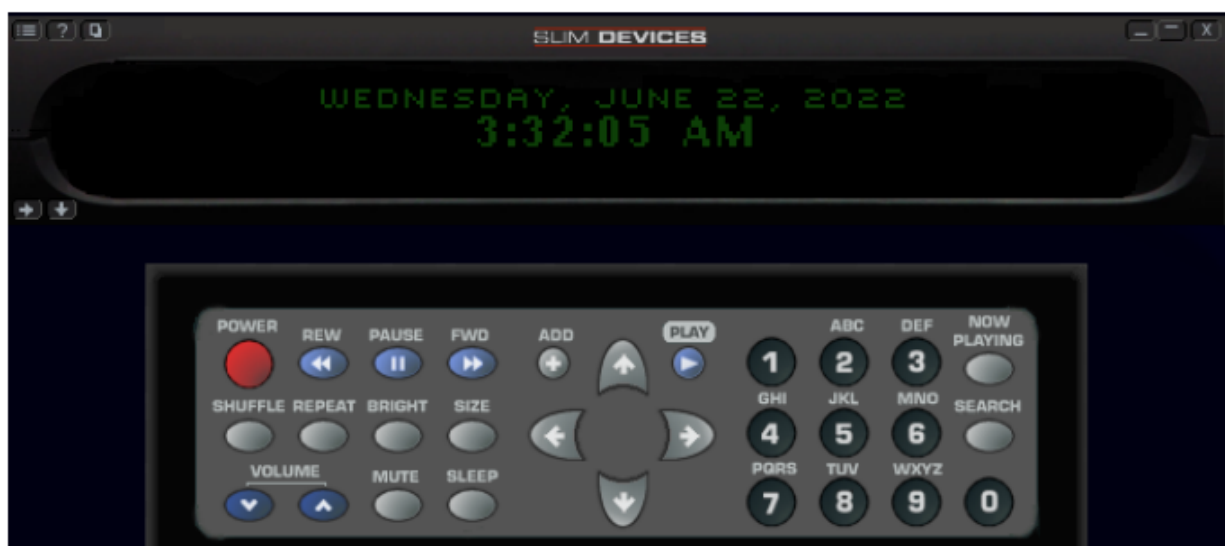 ? X
SLIM DEVICES
WEDNESDAY, JUNE 22, 2022
3:32:05 AM
POWER REW PAUSE FWD ADD PLAY ABC DEF NOW PLAYING
1 2 3
SHUFFLE REPEAT BRIGHT SIZE GHI JKL MNO SEARCH
4 5 6
VOLUME MUTE SLEEP PQRS TUV WXYZ
7 8 9 0